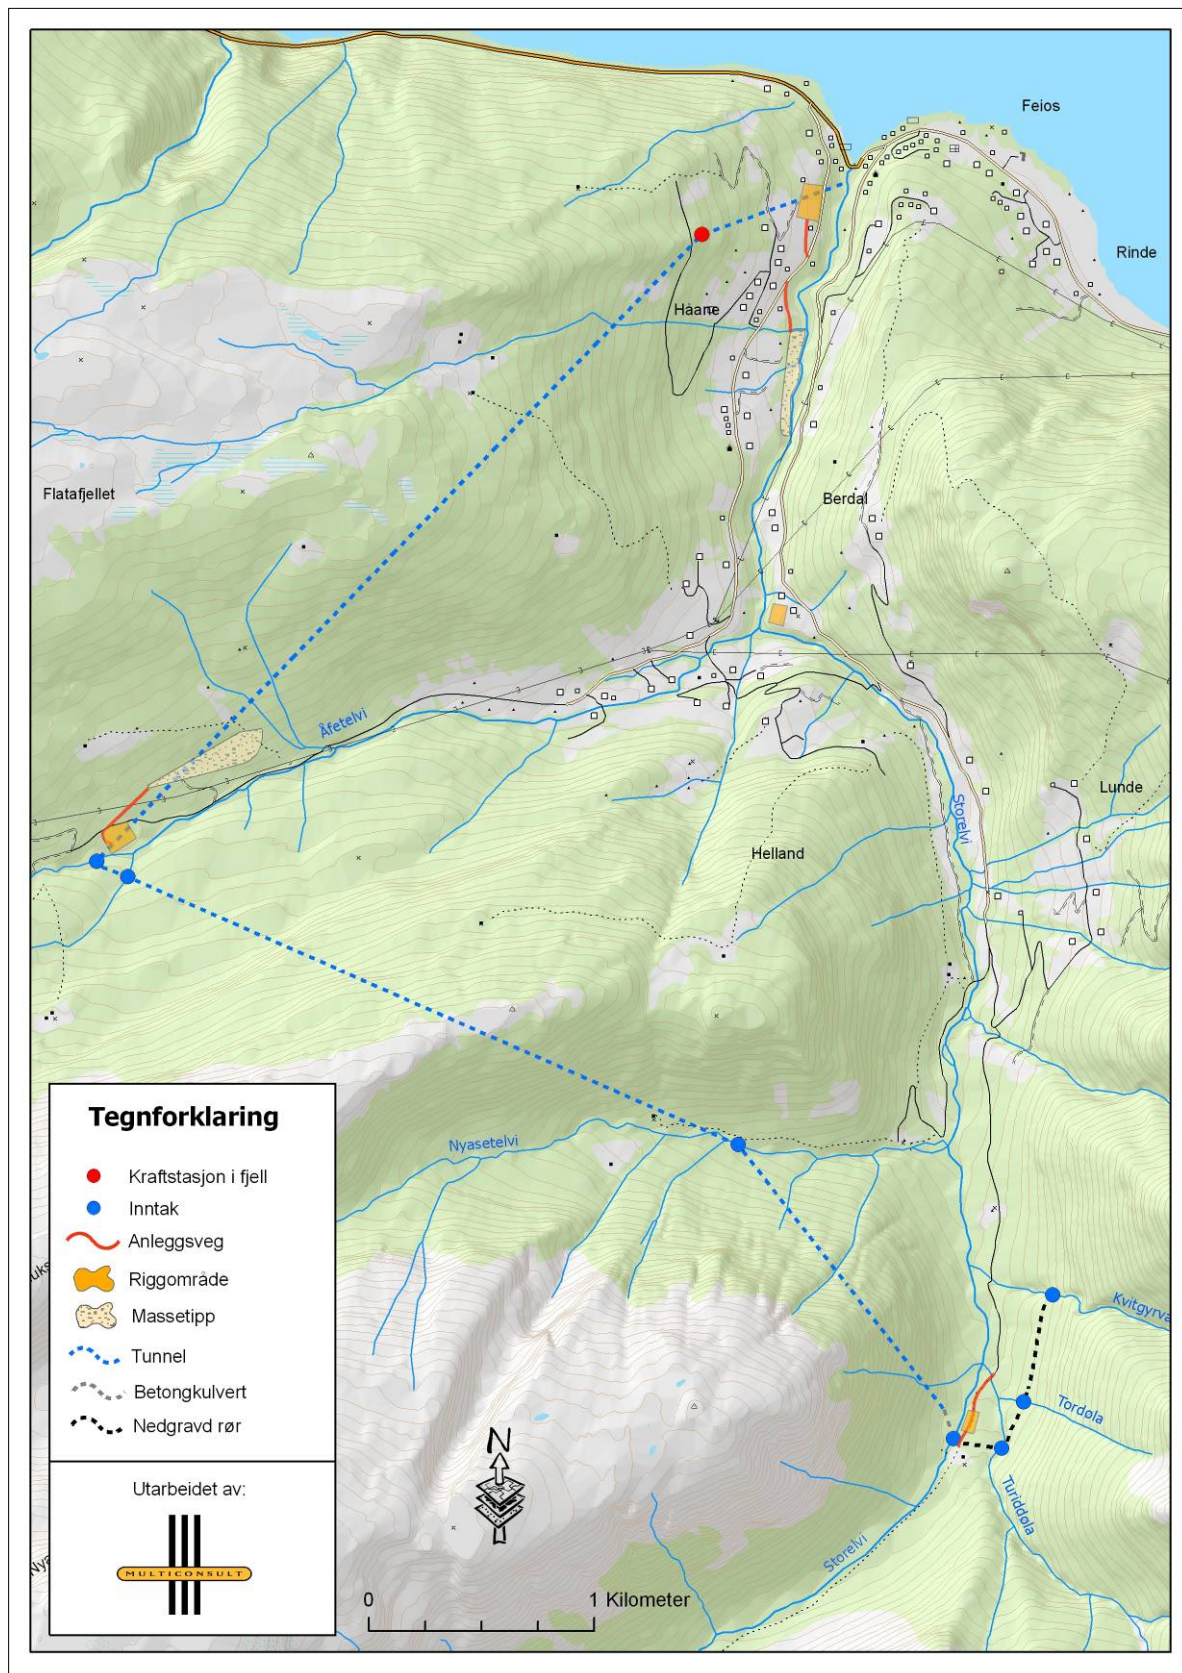 Feios
Rinde
Håane
Flatafjellet
Berdal
Åfetelvi
Storelvi
Lunde
Helland
Nyasetelvi
Kvitgyrva
Tordøla
Turiddøla
Storelvi
Tegnforklaring
Kraftstasjon i fjell
Inntak
Anleggsveg
Riggområde
Massetipp
Tunnel
Betongkulvert
Nedgravd rør
Utarbeidet av:
MULTICONSULT
N
0 1 Kilometer